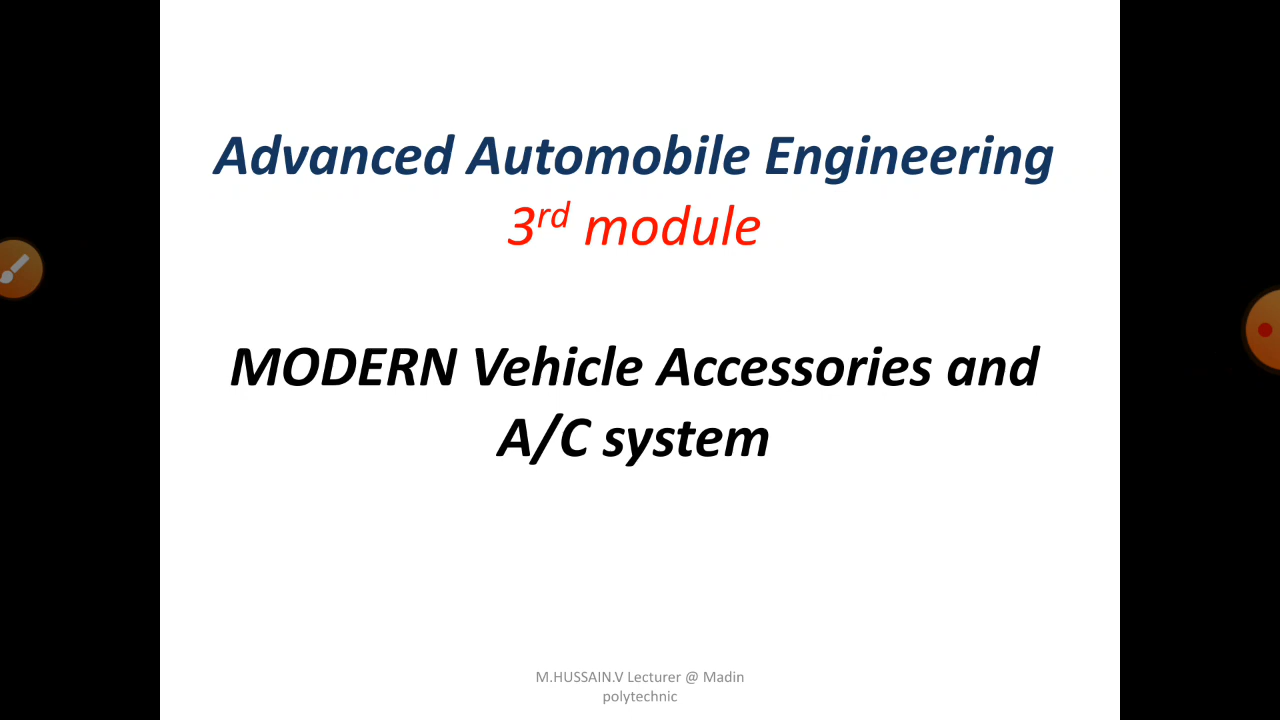 Advanced Automobile Engineering
3rd module
MODERN Vehicle Accessories and
A/C system
M.HUSSAIN.V Lecturer @ Madin
polytechnic